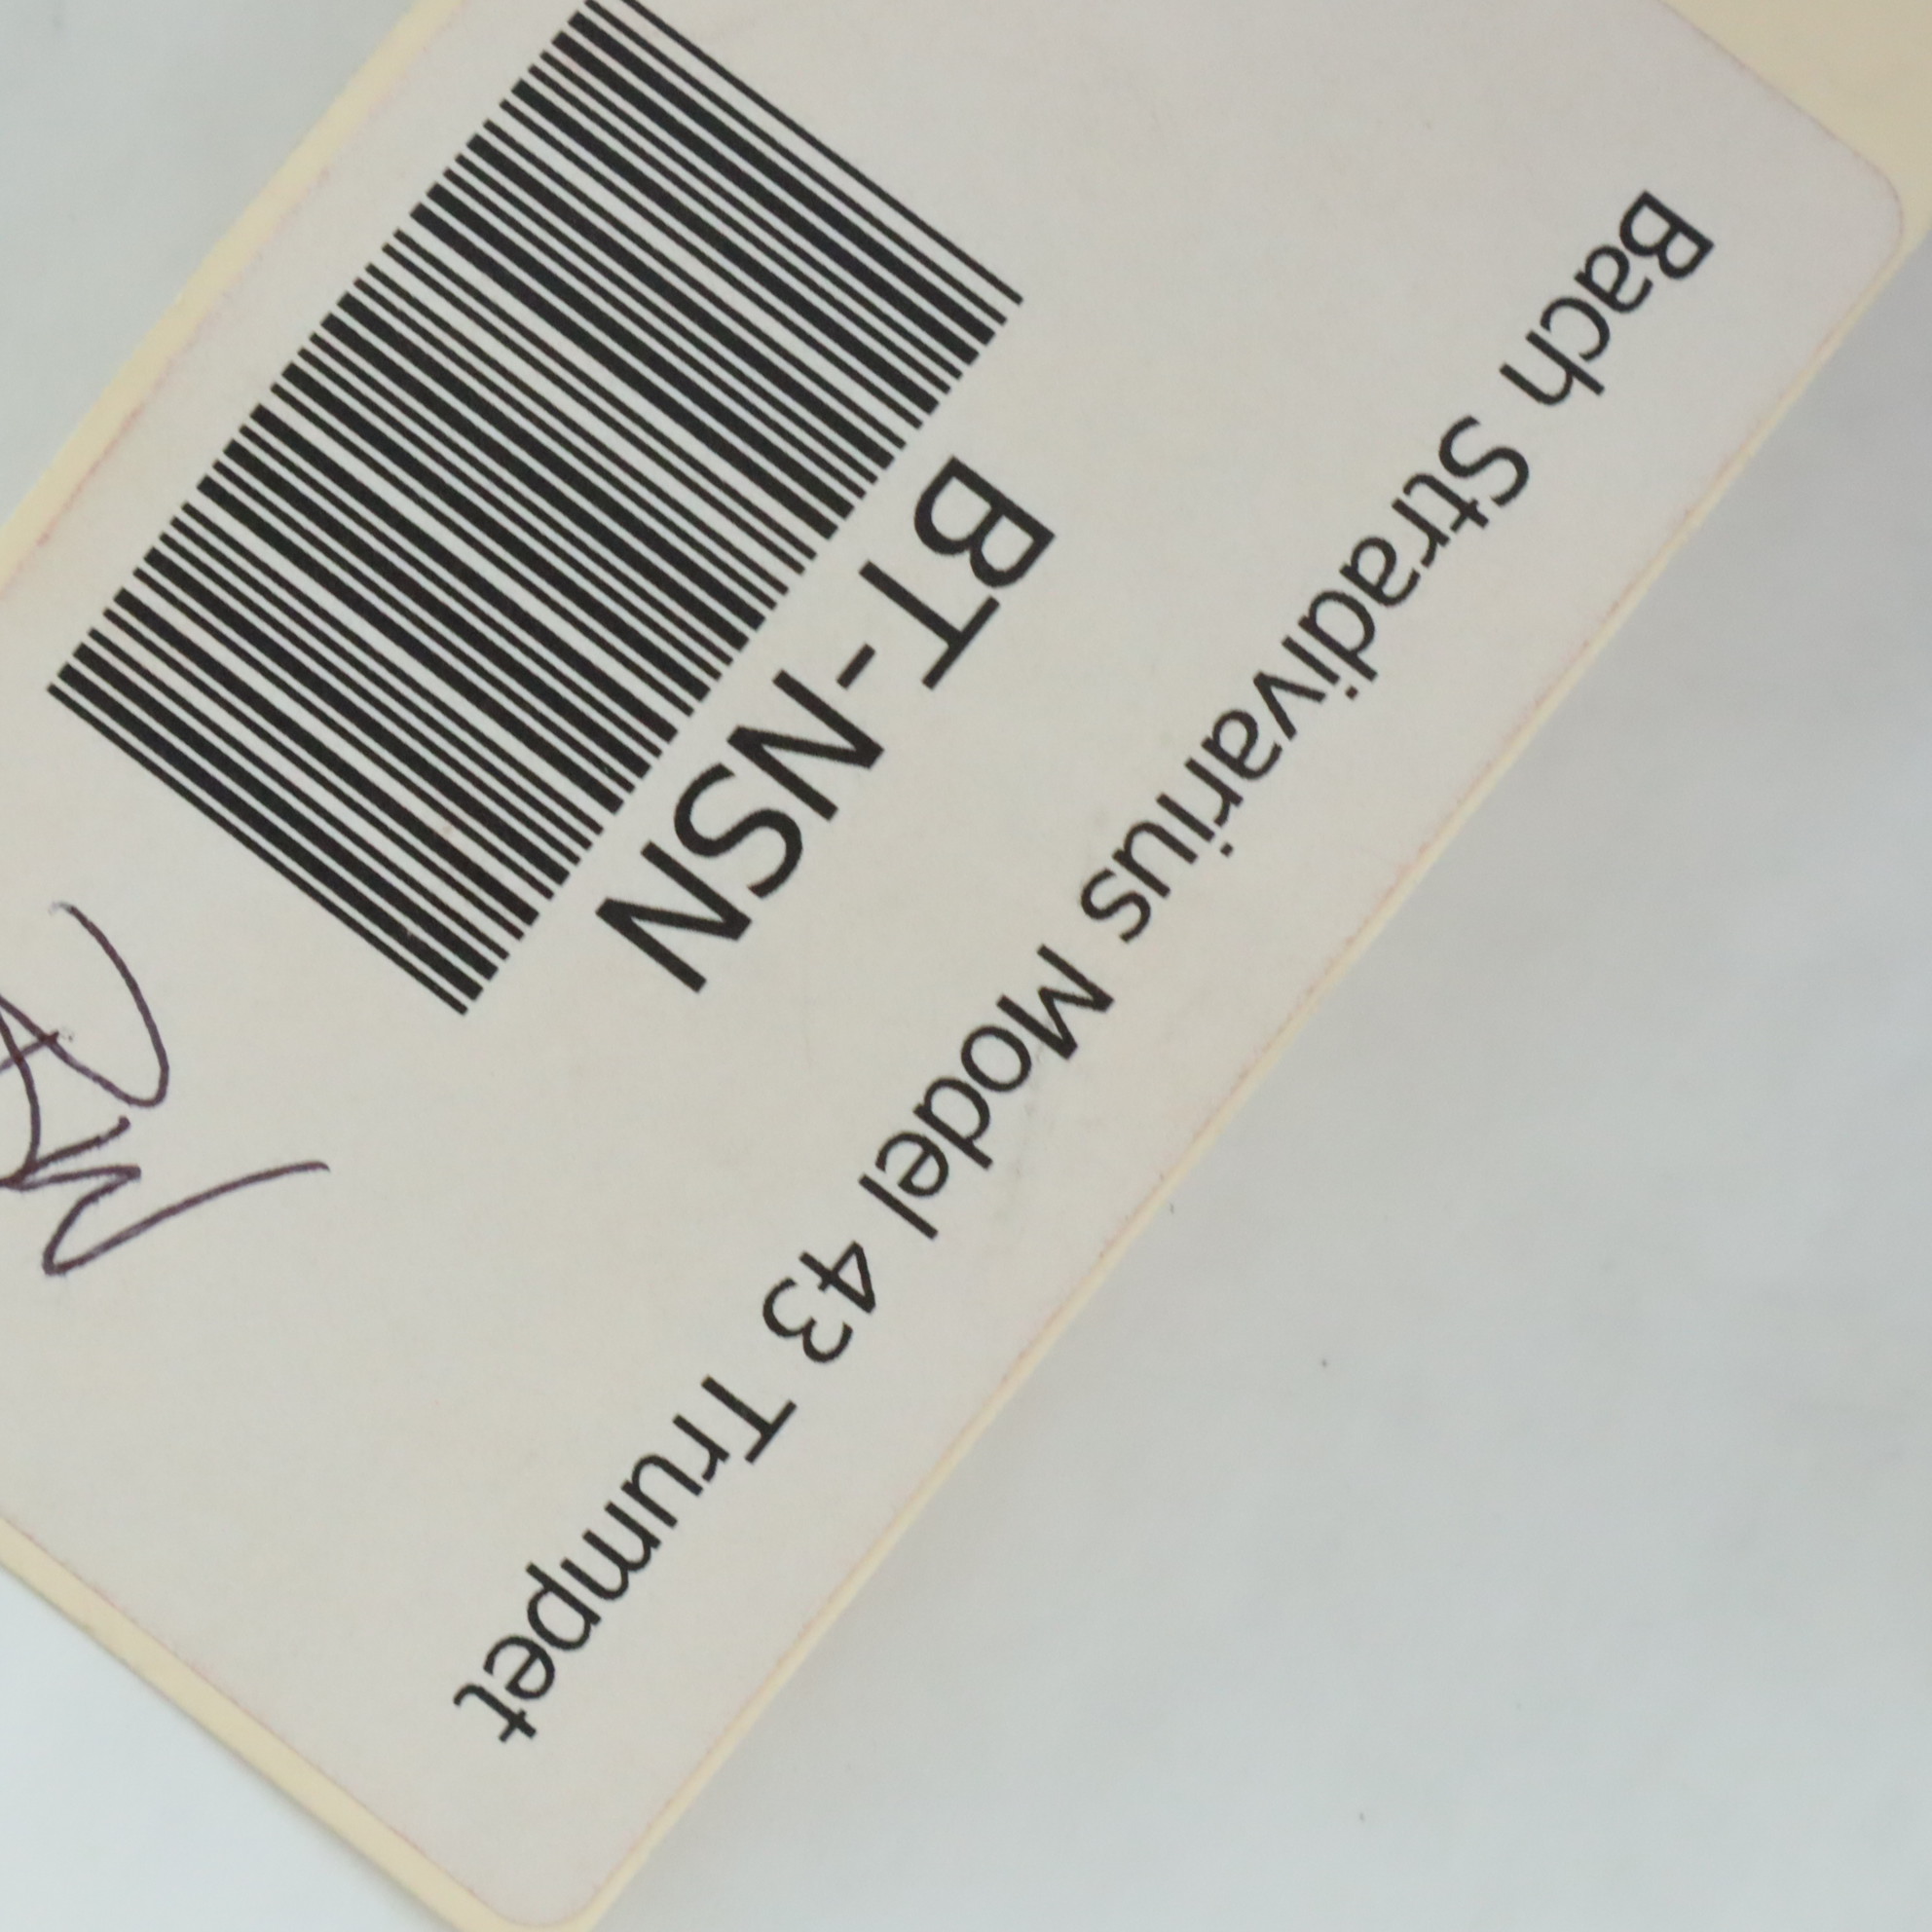 Bach Stradivarius Model 43 Trumpet
BT-NSN